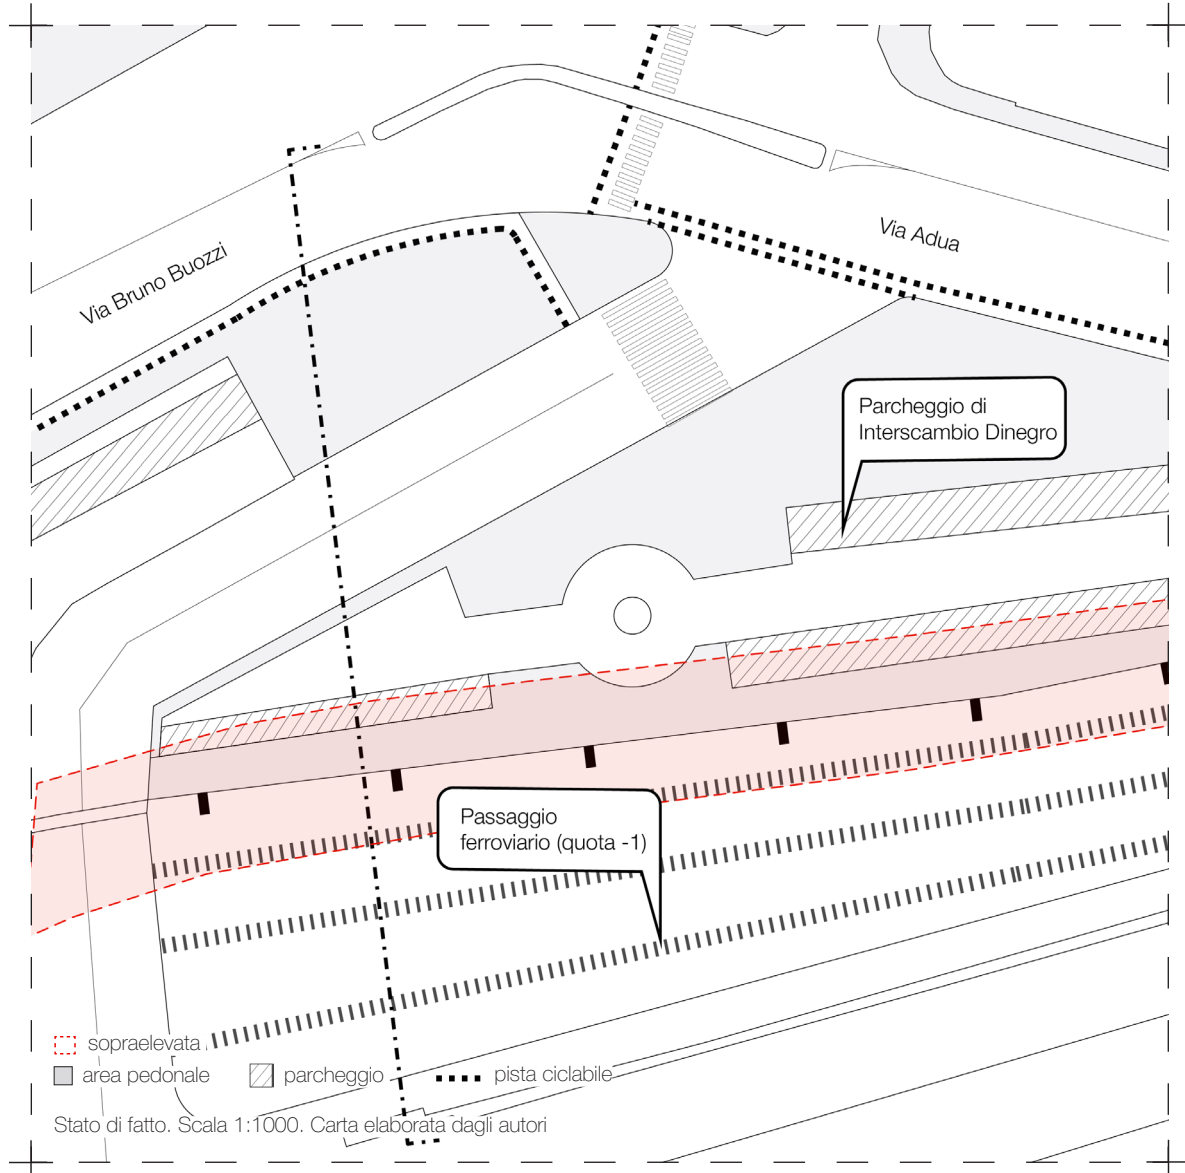 Via Bruno Buozzi
Via Adua
Parcheggio di
Interscambio Dinegro
Passaggio
ferroviario (quota -1)
sopraelevata
area pedonale
parcheggio
pista ciclabile
Stato di fatto. Scala 1:1000. Carta elaborata dagli autori